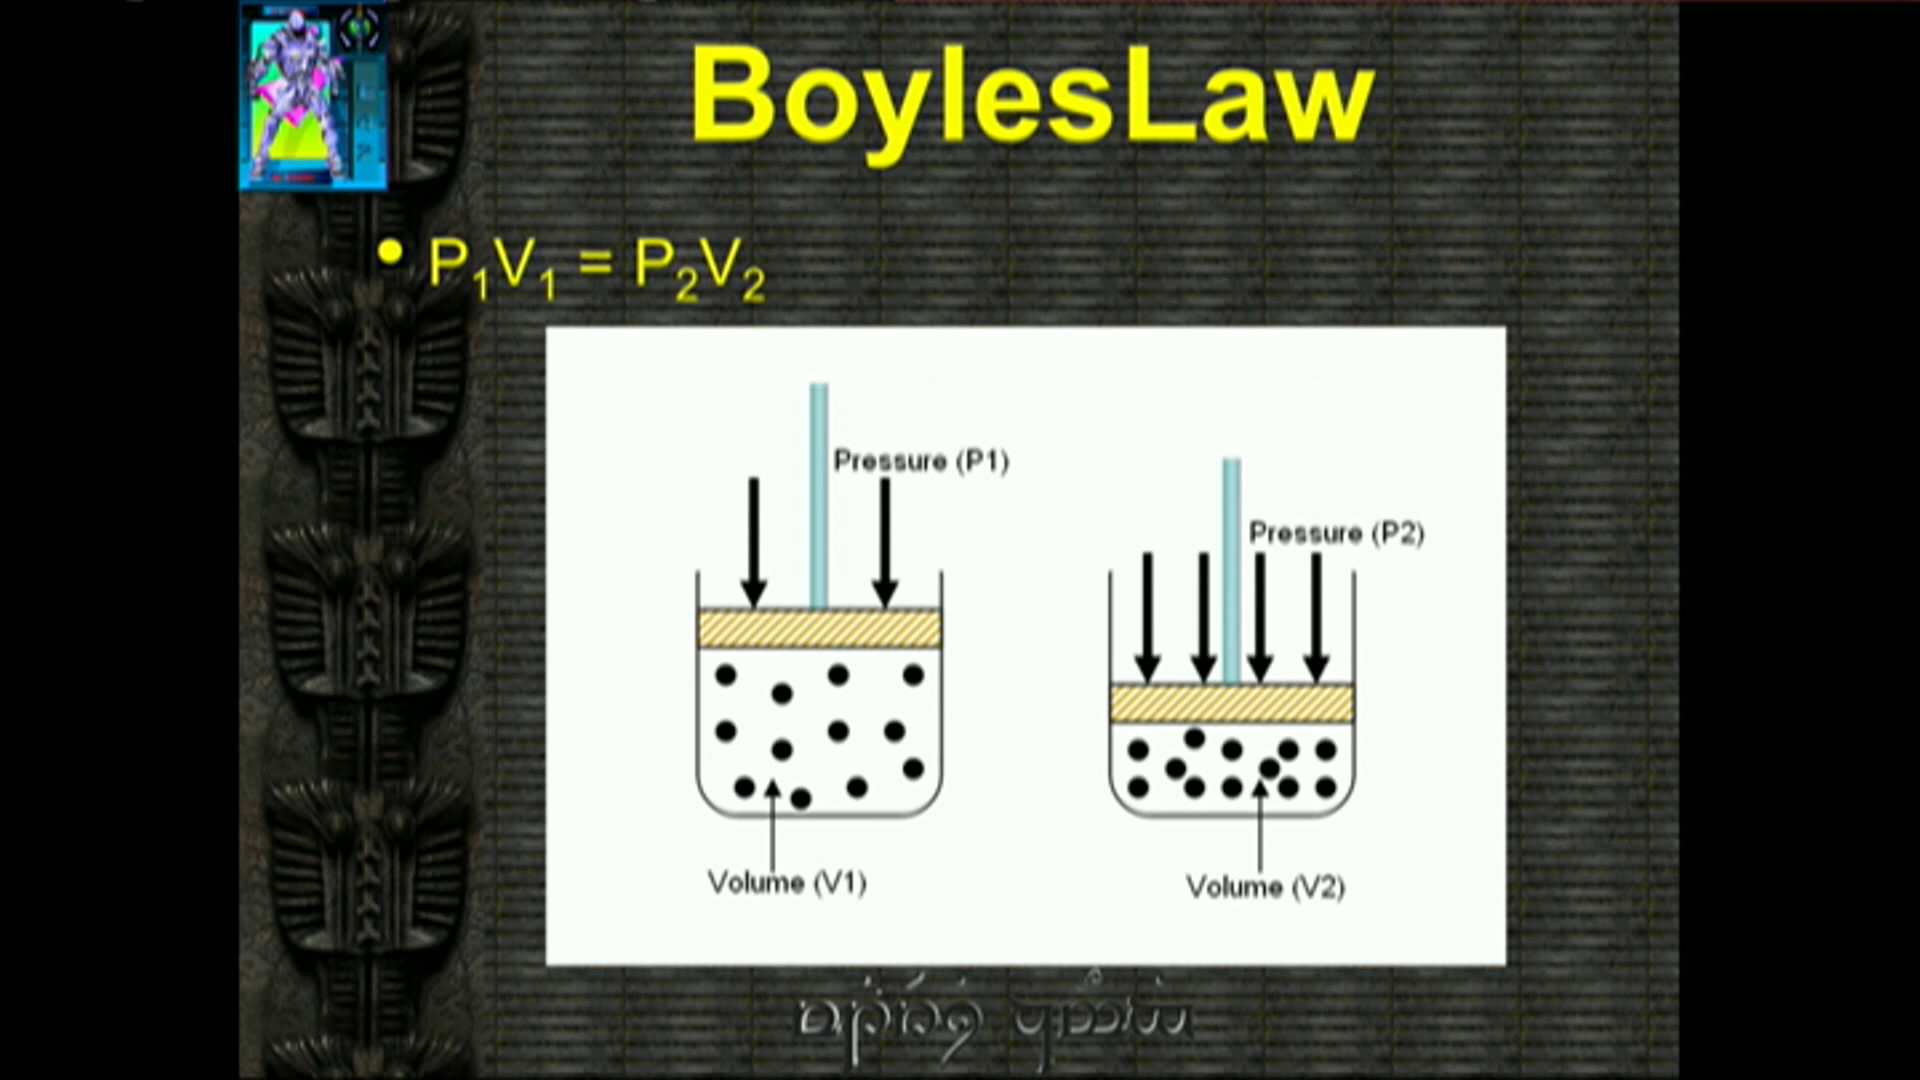 BoylesLaw
• P₁V₁ = P₂V₂
Pressure (P1)
Pressure (P2)
Volume (V1)
Volume (V2)